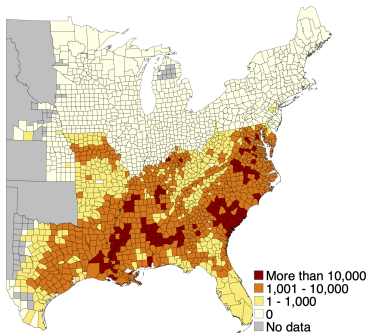 More than 10,000
1,001 - 10,000
1 - 1,000
0
No data